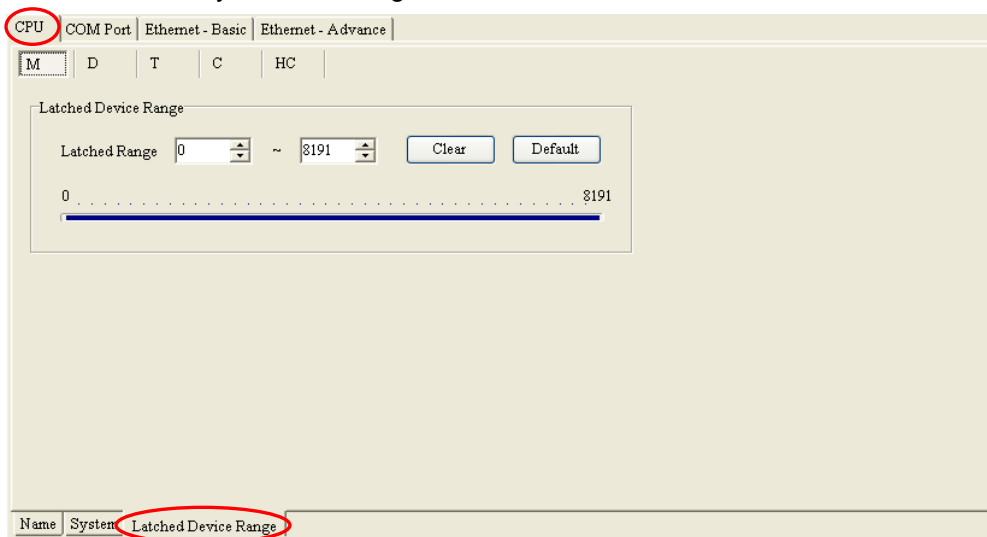 CPU COM Port Ethernet - Basic Ethernet - Advance
M D T C HC
Latched Device Range
Latched Range 0 ~ 8191 Clear Default
0 8191
Name System Latched Device Range